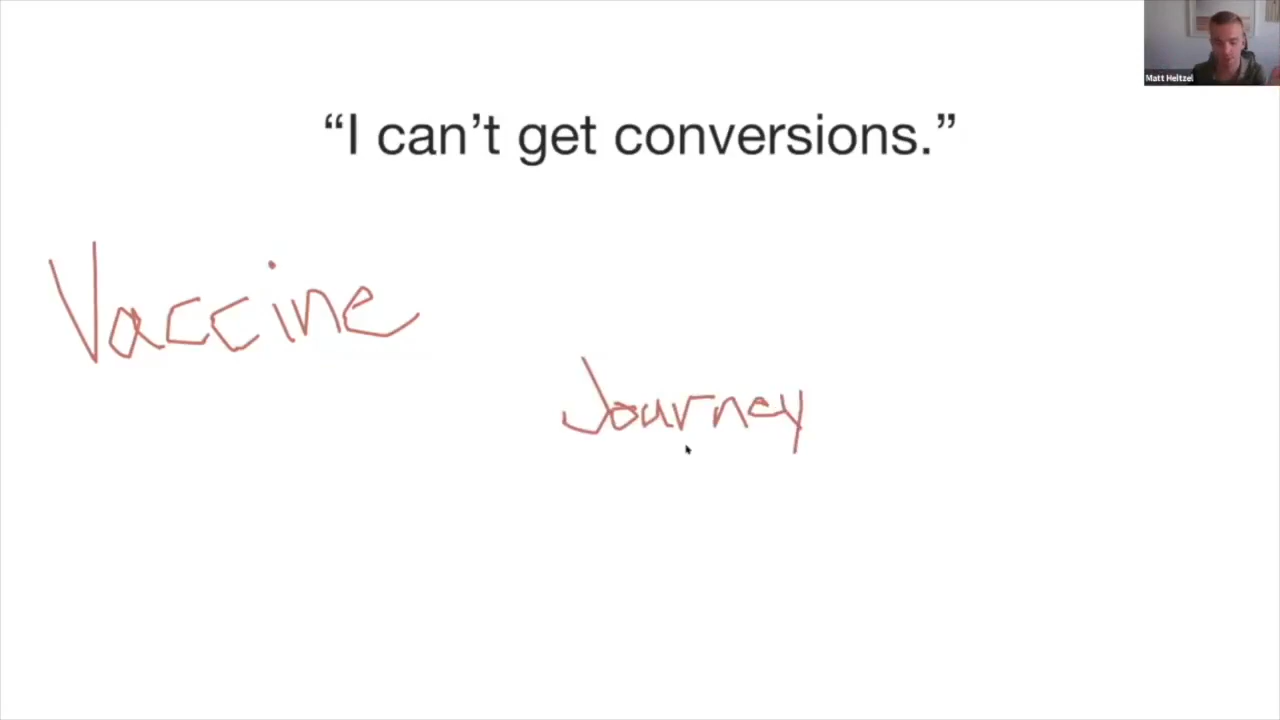 Matt Heltzel
“I can’t get conversions.”
Vaccine
Journey